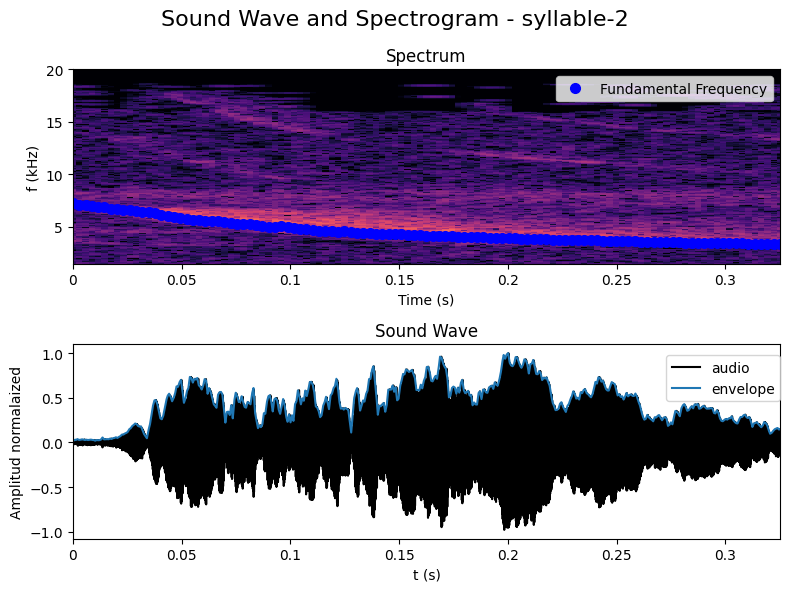 Sound Wave and Spectrogram - syllable-2
Spectrum
Fundamental Frequency
20
15
10
5
f (kHz)
0 0.05 0.1 0.15 0.2 0.25 0.3
Time (s)
Sound Wave
audio
envelope
1.0
0.5
0.0
−0.5
−1.0
Amplitud normalaized
0 0.05 0.1 0.15 0.2 0.25 0.3
t (s)